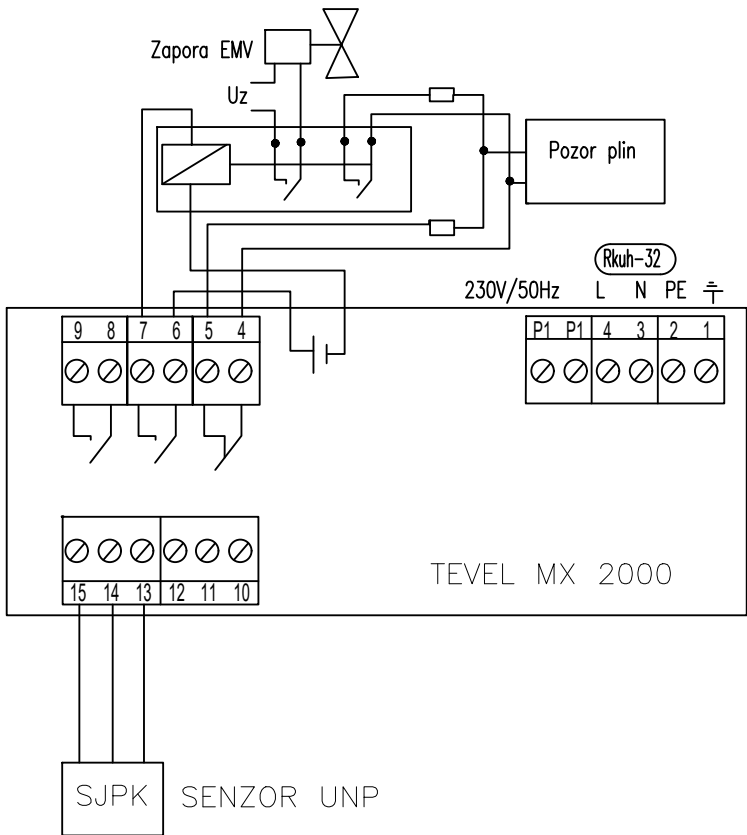 Zapora EMV
Uz
Pozor plin
Rkuh-32
230V/50Hz L N PE
9 8 7 6 5 4
P1 P1 4 3 2 1
TEVEL MX 2000
15 14 13 12 11 10
SJPK SENZOR UNP